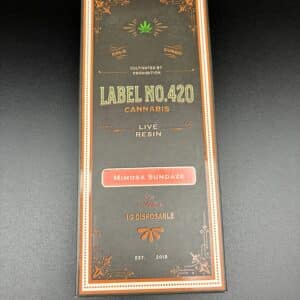 CULTIVATED BY
PROHIBITION
LABEL NO.420
CANNABIS
LIVE
RESIN
MIMOSA SUNDAZE
1G DISPOSABLE
EST. 2018